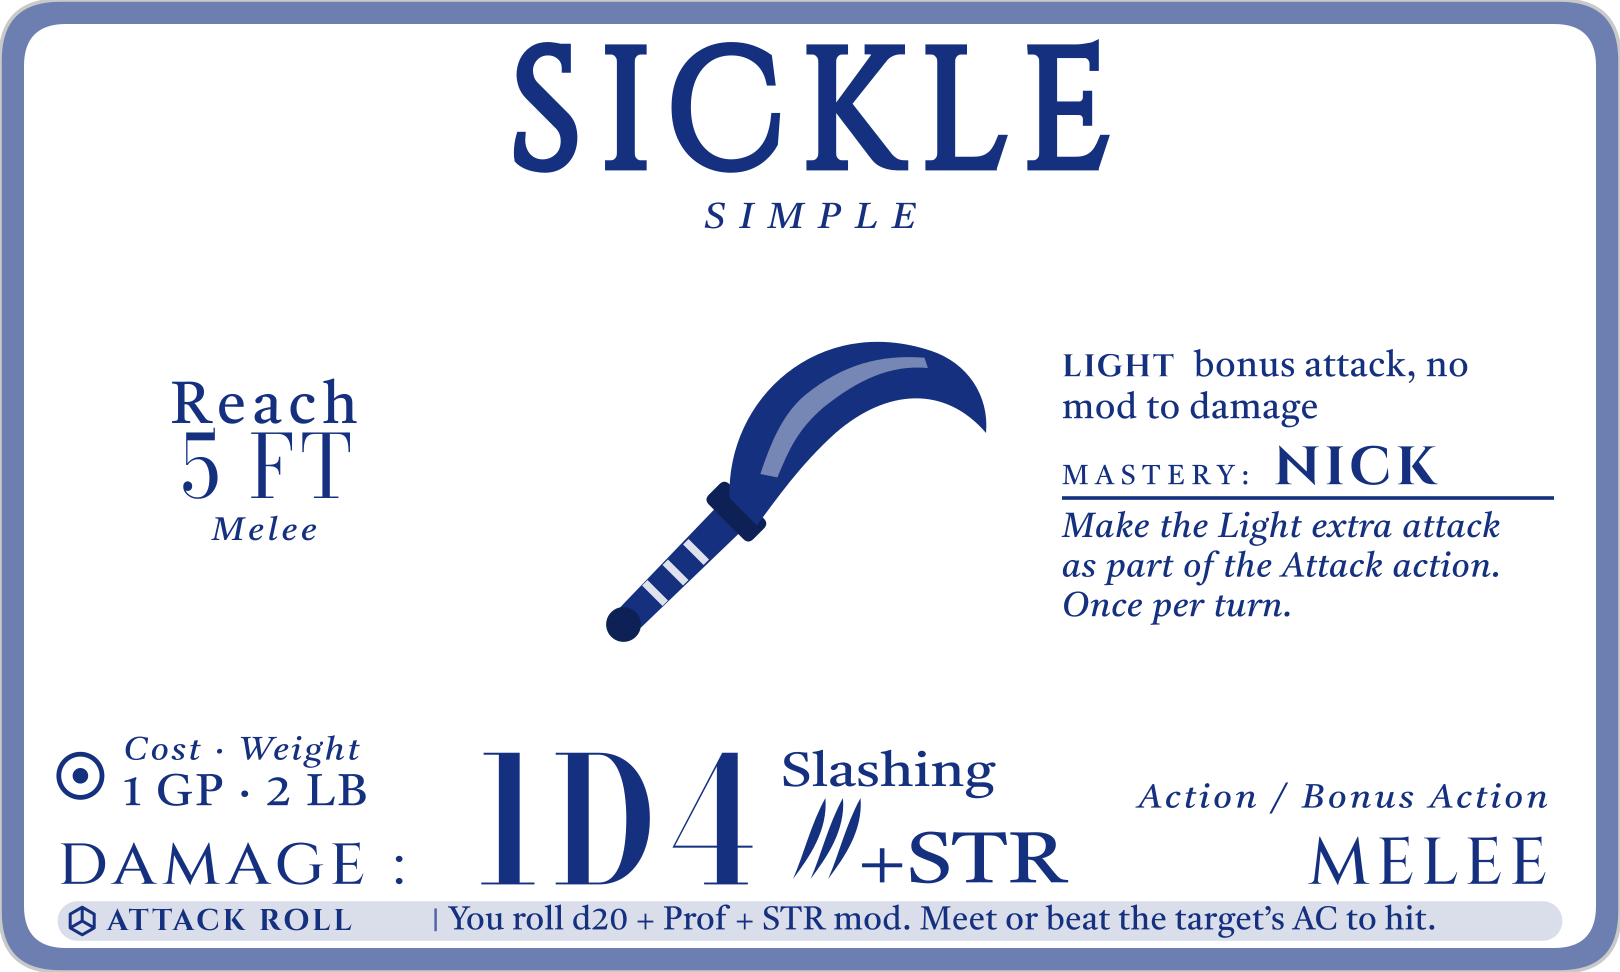 SICKLE
SIMPLE
Reach
5 FT
Melee
LIGHT bonus attack, no
mod to damage
MASTERY: NICK
Make the Light extra attack
as part of the Attack action.
Once per turn.
Cost · Weight
1 GP · 2 LB
DAMAGE :
1D4
Slashing
+STR
Action / Bonus Action
MELEE
ATTACK ROLL | You roll d20 + Prof + STR mod. Meet or beat the target’s AC to hit.